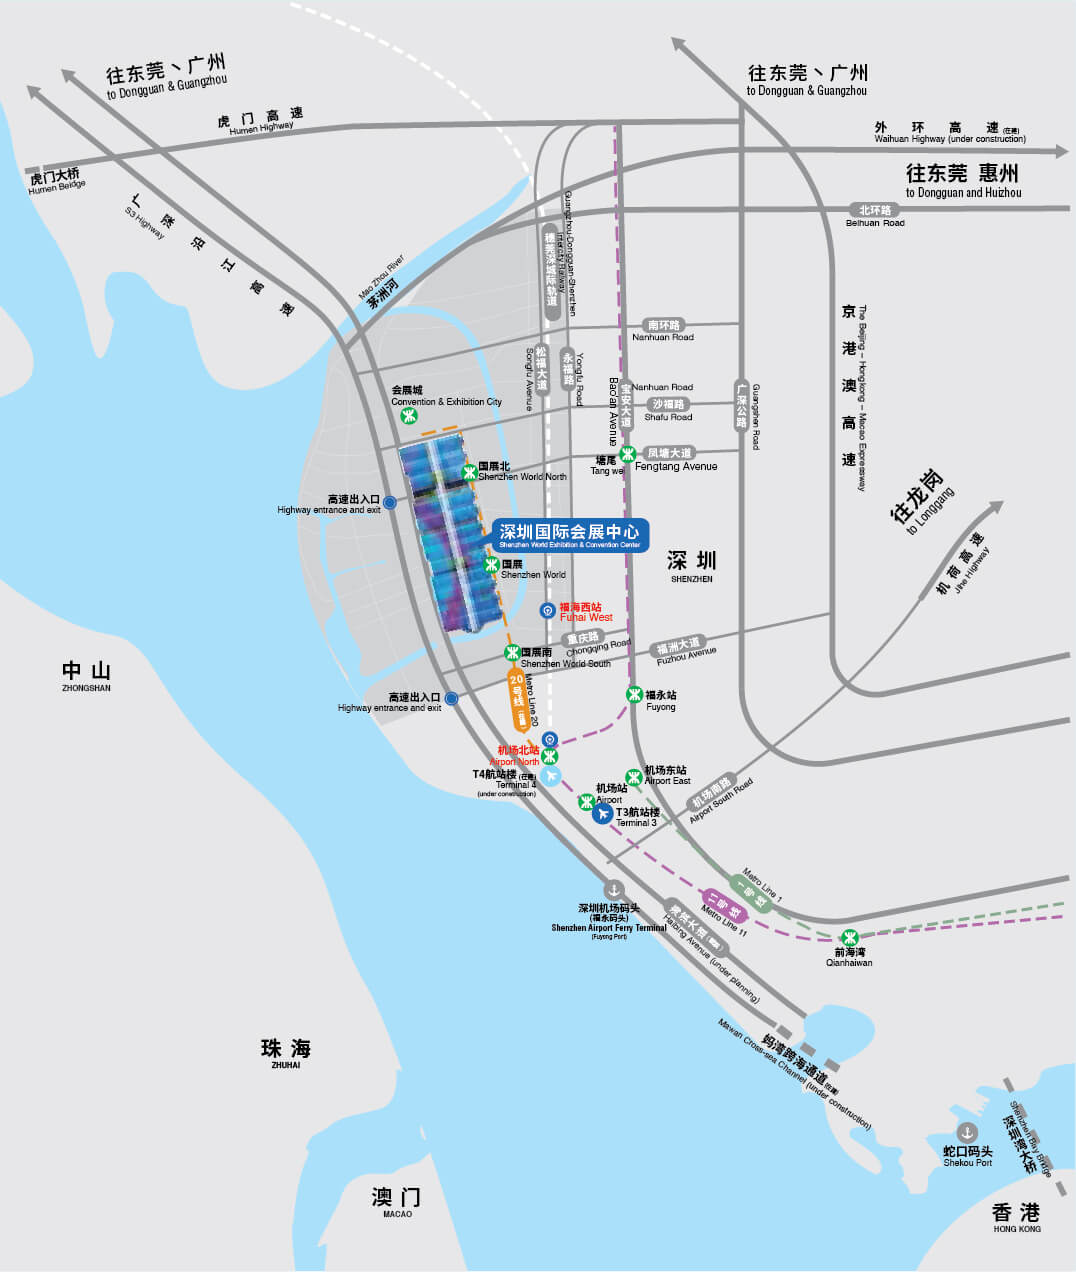 往东莞、广州
to Dongguan & Guangzhou
往东莞、广州
to Dongguan & Guangzhou
虎门高速
Humen Highway
外环高速(在建)
Waihuan Highway (under construction)
往东莞 惠州
to Dongguan and Huizhou
虎门大桥
Humen Beidge
北环路
Beihuan Road
广深沿江高速
S3 Highway
Mao Zhou River
茅洲河
穗莞深城际轨道
Guangzhou-Dongguan-Shenzhen
Intercity Railway
京港澳高速
The Beijing – Hongkong – Macao Expressway
南环路
Nanhuan Road
松福大道
Songfu Avenue
永福路
Yongfu Road
宝安大道
Bao'an Avenue
Nanhuan Road
沙福路
Shafu Road
广深公路
Guangshen Road
会展城
Convention & Exhibition City
塘尾
Tang wei
凤塘大道
Fengtang Avenue
国展北
Shenzhen World North
高速出入口
Highway entrance and exit
往龙岗
to Longgang
机荷高速
Jihe Highway
深圳国际会展中心
Shenzhen World Exhibition & Convention Center
国展
Shenzhen World
深圳
SHENZHEN
福海西站
Fuhai West
重庆路
Chongqing Road
福洲大道
Fuzhou Avenue
国展南
Shenzhen World South
中山
ZHONGSHAN
20号线
Metro Line 20
高速出入口
Highway entrance and exit
福永站
Fuyong
机场北站
Airport North
T4航站楼(在建)
Terminal 4
(under construction)
机场东站
Airport East
机场站
Airport
T3航站楼
Terminal 3
机场南路
Airport South Road
1号线
Metro Line 1
11号线
Metro Line 11
深圳机场码头
(福永码头)
Shenzhen Airport Ferry Terminal
(Fuyong Port)
Haibing Avenue (under planning)
前海湾
Qianhaiwan
妈湾跨海通道
Mawan Cross-sea Channel (under construction)
珠海
ZHUHAI
蛇口码头
Shekou Port
Shenzhen Bay Bridge
深圳湾大桥
澳门
MACAO
香港
HONG KONG